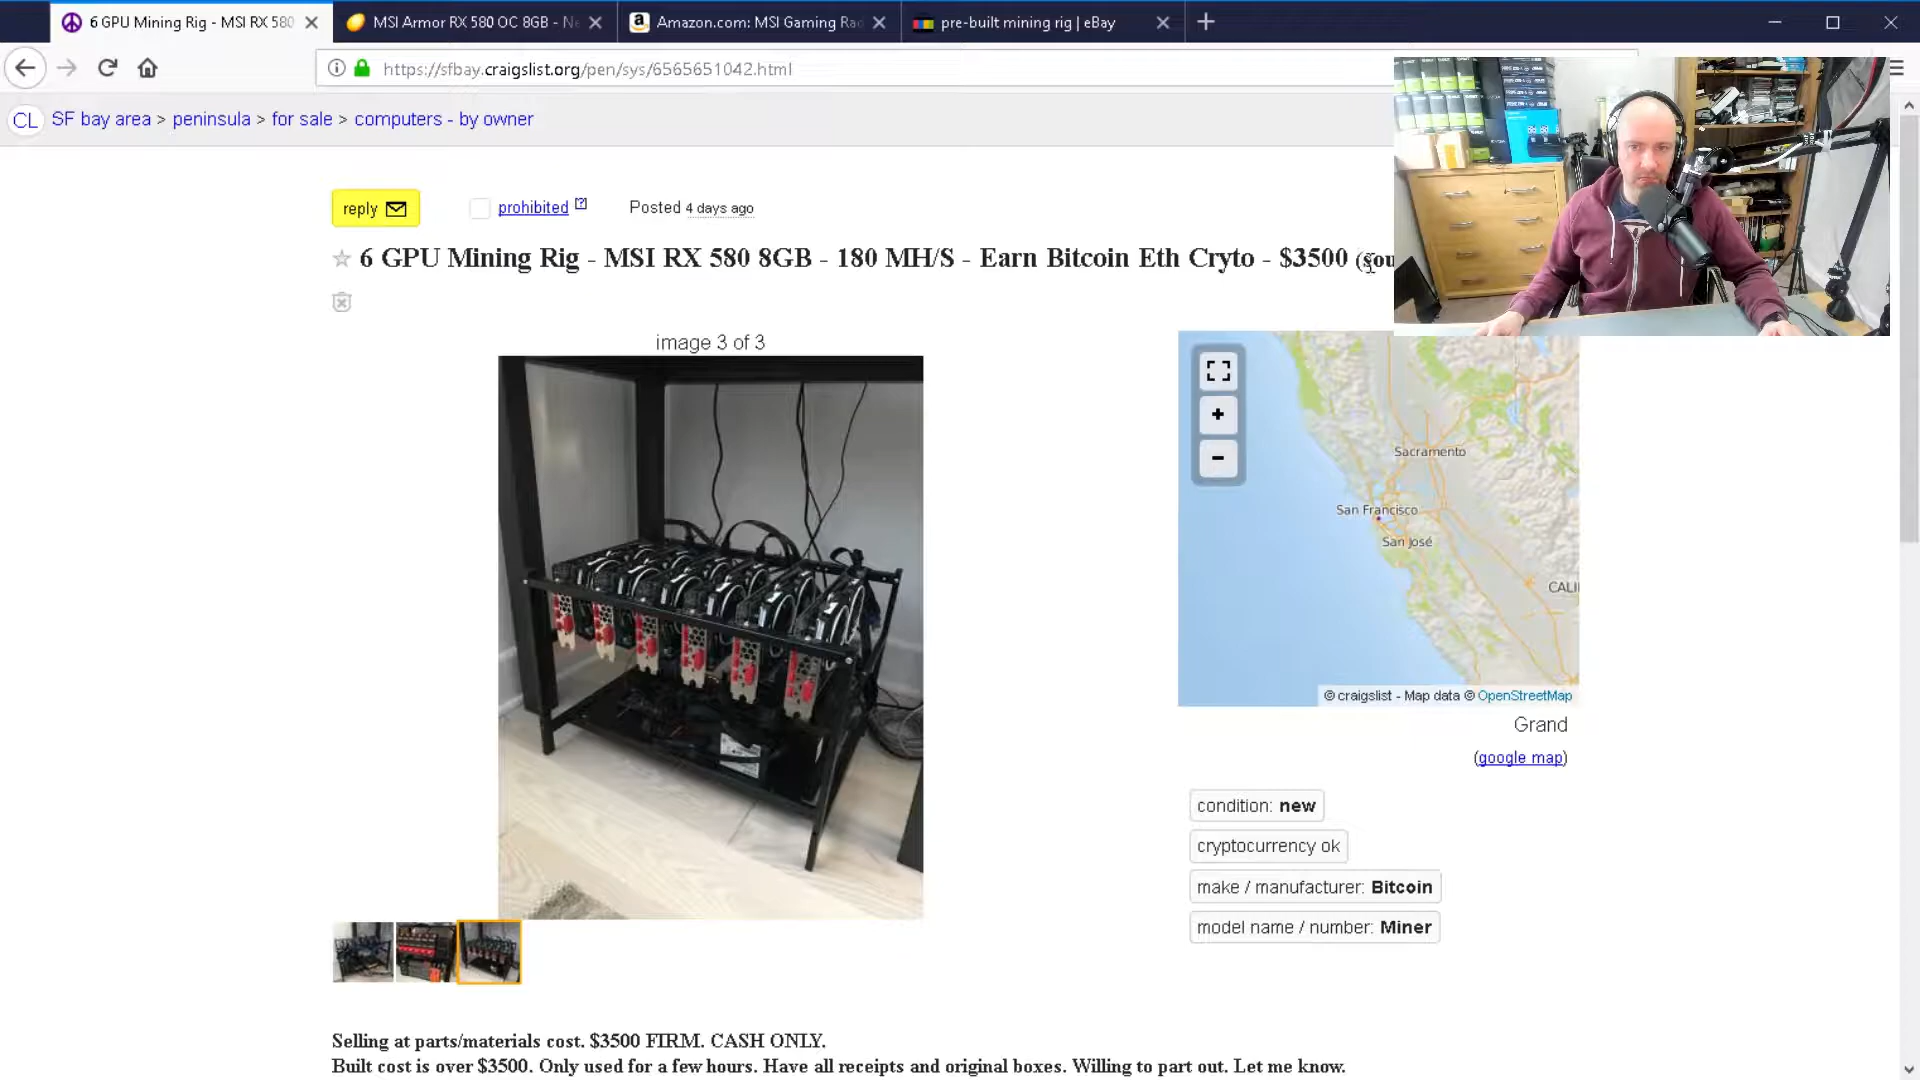 6 GPU Mining Rig - MSI RX 580
MSI Armor RX 580 OC 8GB - Ne
Amazon.com: MSI Gaming Rad
pre-built mining rig | eBay
https://sfbay.craigslist.org/pen/sys/6565651042.html
CL SF bay area > peninsula > for sale > computers - by owner
reply prohibited [?] Posted 4 days ago
6 GPU Mining Rig - MSI RX 580 8GB - 180 MH/S - Earn Bitcoin Eth Cryto - $3500 (sou
image 3 of 3
+
−
Sacramento
San Francisco
San José
CALI
© craigslist - Map data © OpenStreetMap
Grand
(google map)
condition: new
cryptocurrency ok
make / manufacturer: Bitcoin
model name / number: Miner
Selling at parts/materials cost. $3500 FIRM. CASH ONLY.
Built cost is over $3500. Only used for a few hours. Have all receipts and original boxes. Willing to part out. Let me know.